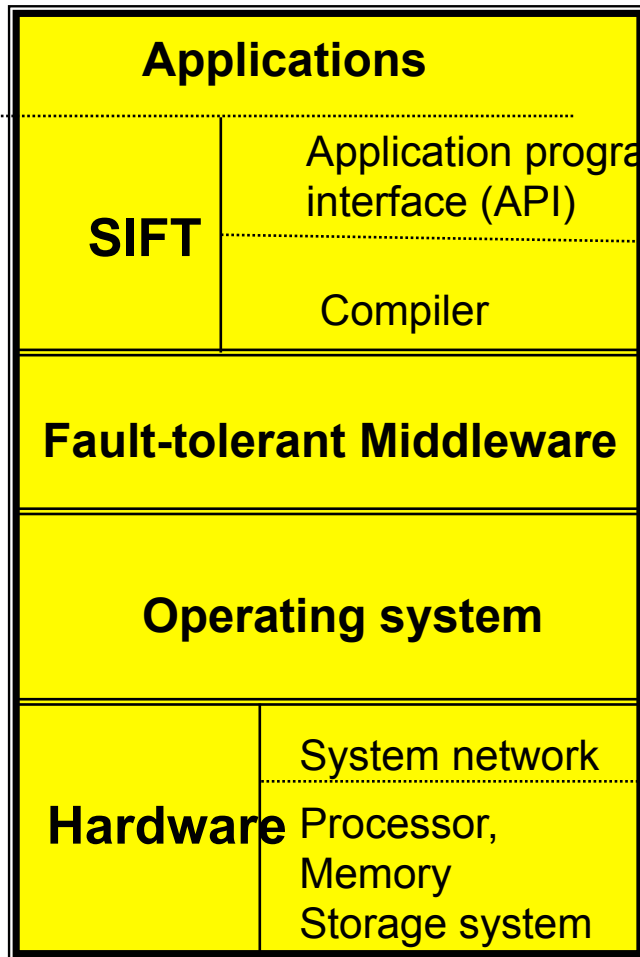 Applications
Application progra
interface (API)
SIFT
Compiler
Fault-tolerant Middleware
Operating system
System network
Hardware
Processor,
Memory
Storage system